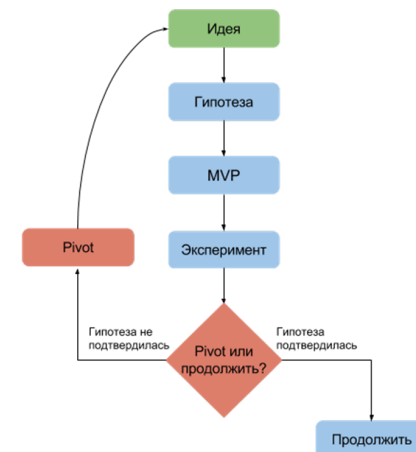 Идея
Гипотеза
MVP
Эксперимент
Pivot
Гипотеза не
подтвердилась
Pivot или
продолжить?
Гипотеза
подтвердилась
Продолжить